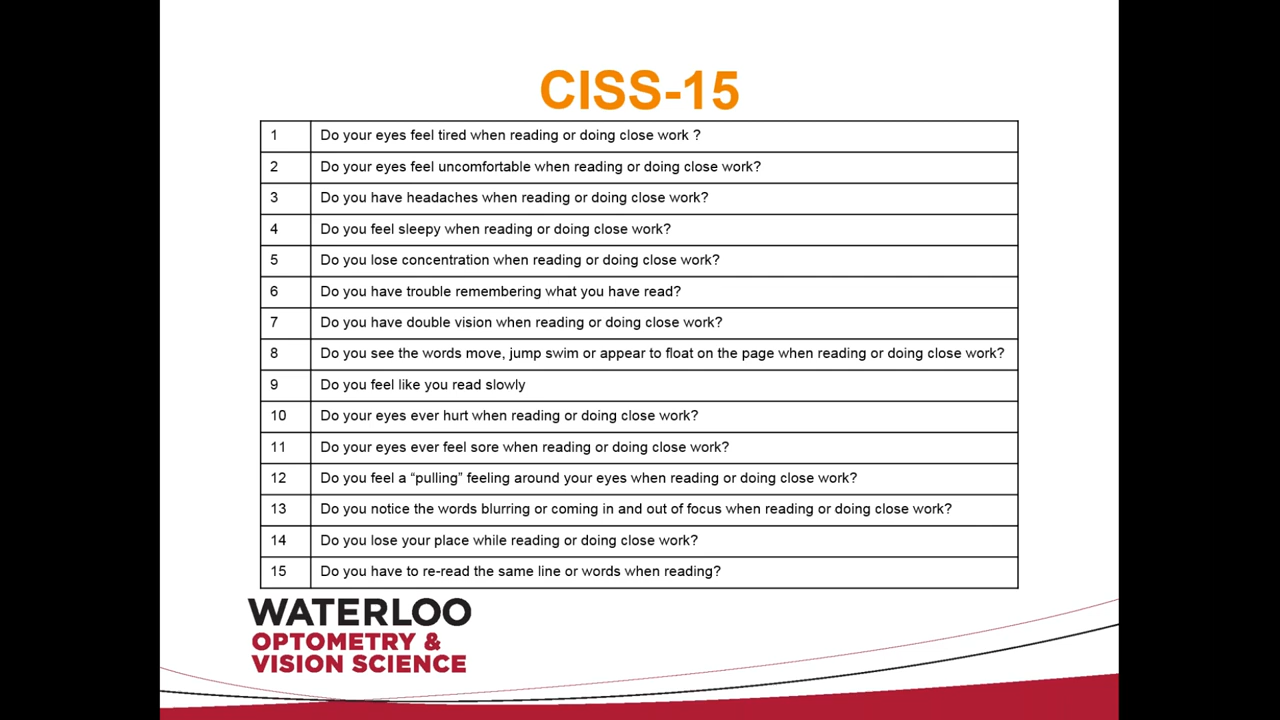 CISS-15
1 Do your eyes feel tired when reading or doing close work ?
2 Do your eyes feel uncomfortable when reading or doing close work?
3 Do you have headaches when reading or doing close work?
4 Do you feel sleepy when reading or doing close work?
5 Do you lose concentration when reading or doing close work?
6 Do you have trouble remembering what you have read?
7 Do you have double vision when reading or doing close work?
8 Do you see the words move, jump swim or appear to float on the page when reading or doing close work?
9 Do you feel like you read slowly
10 Do your eyes ever hurt when reading or doing close work?
11 Do your eyes ever feel sore when reading or doing close work?
12 Do you feel a “pulling” feeling around your eyes when reading or doing close work?
13 Do you notice the words blurring or coming in and out of focus when reading or doing close work?
14 Do you lose your place while reading or doing close work?
15 Do you have to re-read the same line or words when reading?
WATERLOO
OPTOMETRY &
VISION SCIENCE